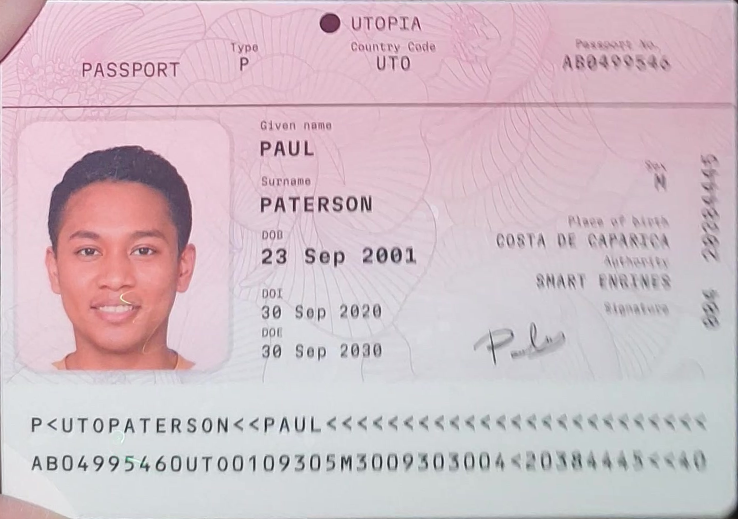 UTOPIA
PASSPORT
Type
P
Country Code
UTO
Passport No.
AB0499546
Given name
PAUL
Surname
PATERSON
DOB
23 Sep 2001
DOI
30 Sep 2020
DOE
30 Sep 2030
Sex
M
Place of birth
COSTA DE CAPARICA
Authority
SMART ENGINES
Signature
004 20384445
P<UTOPATERSON<<PAUL<<<<<<<<<<<<<<<<<<<<<<<<<
AB04995460UTO0109305M3009303004<20384445<<40